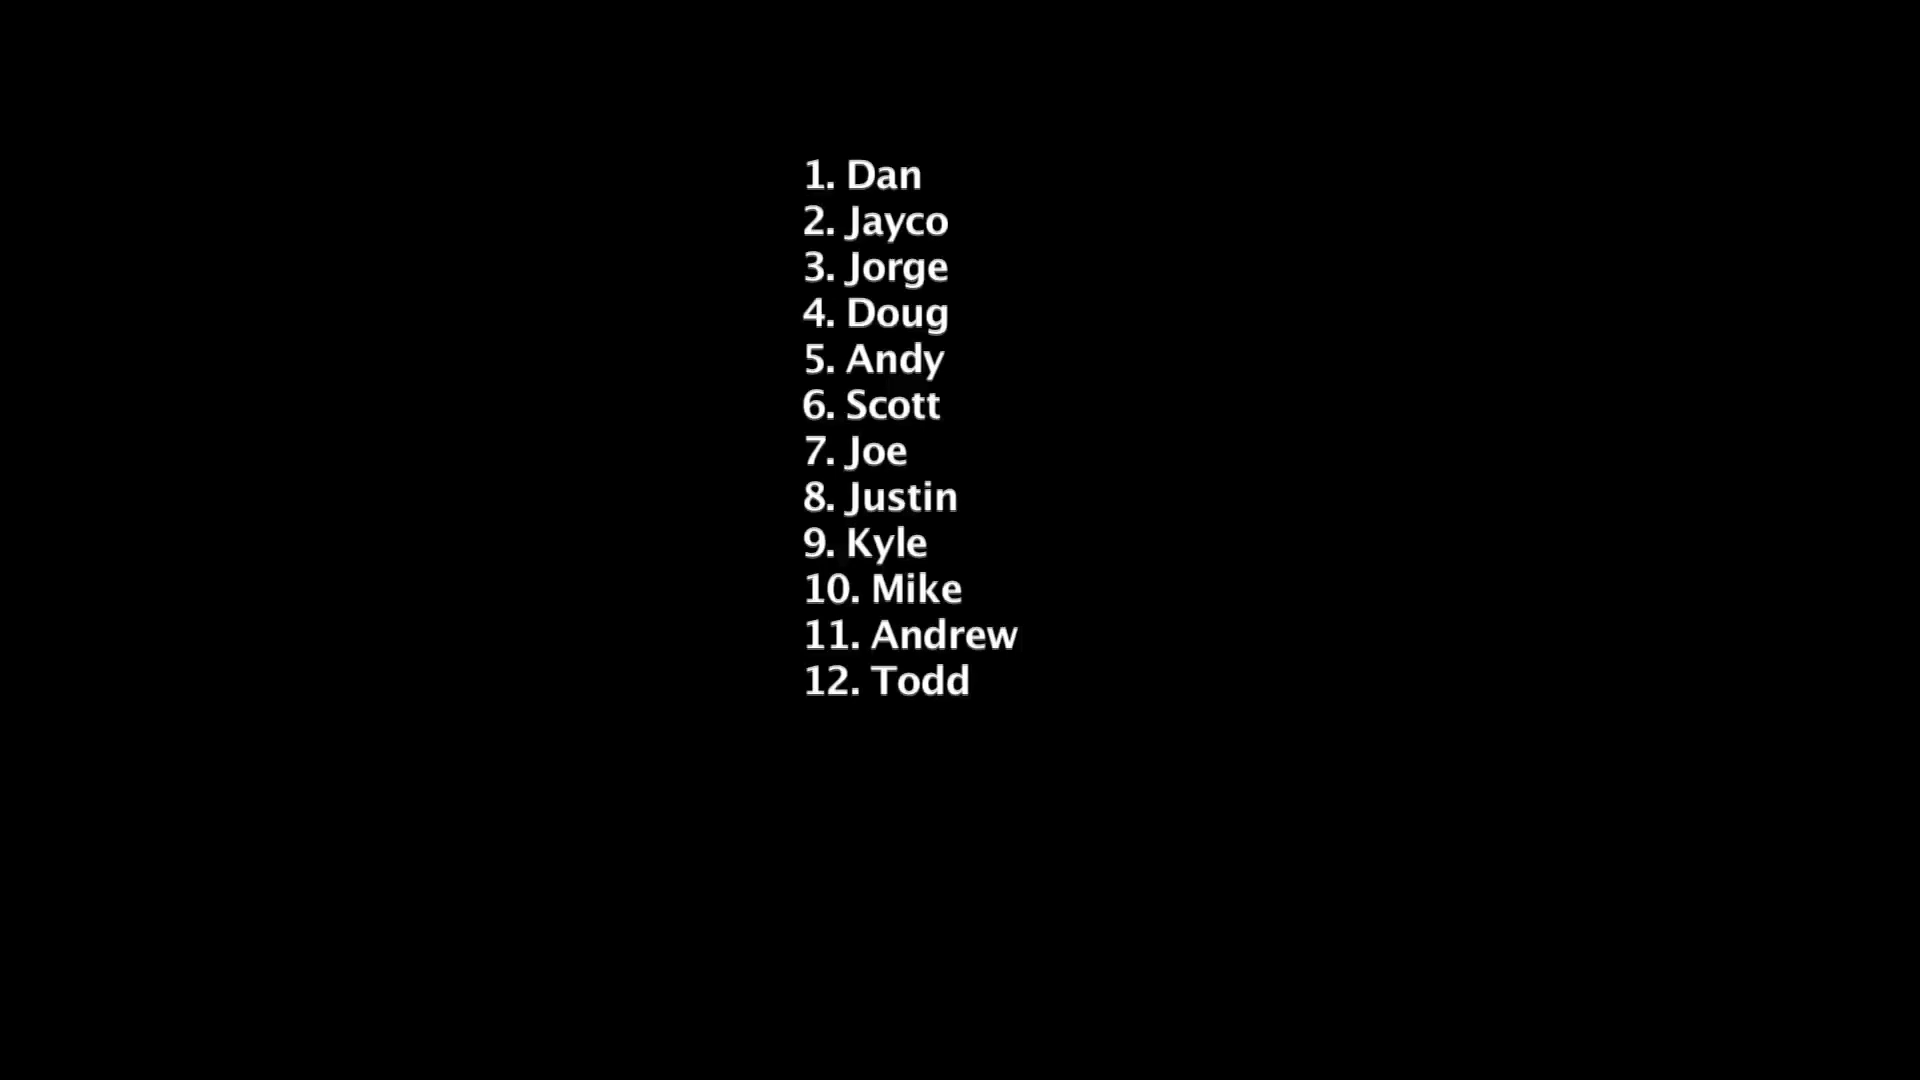 1. Dan
2. Jayco
3. Jorge
4. Doug
5. Andy
6. Scott
7. Joe
8. Justin
9. Kyle
10. Mike
11. Andrew
12. Todd